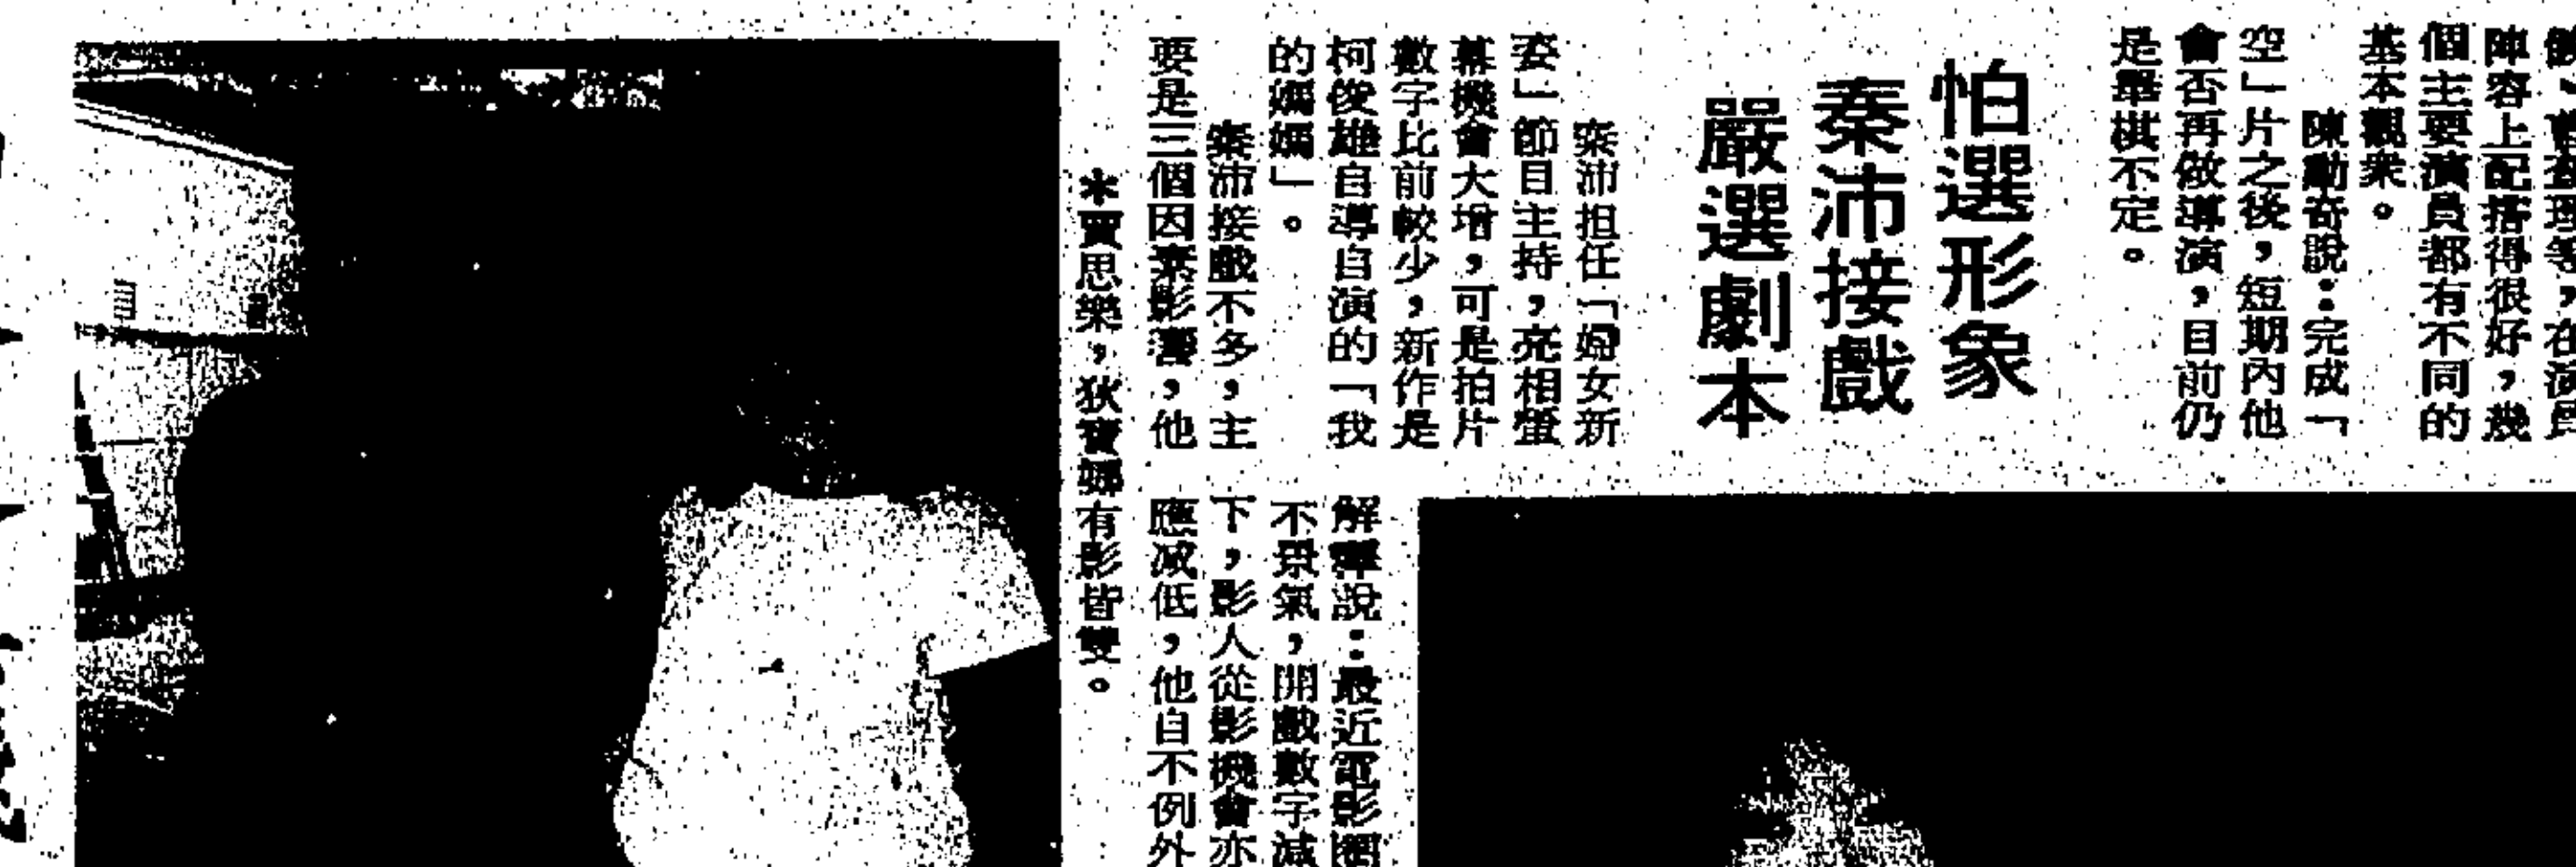 陣容上配搭得很好，幾
個主要演員都有不同的
基本觀衆。
陳勳奇說：完成「
空」片之後，短期內他
會否再做導演，目前仍
是舉棋不定。
怕選形象
秦沛接戲
嚴選劇本
秦沛担任「婦女新
姿」節目主持，亮相螢
幕機會大增，可是拍片
數字比前較少，新作是
柯俊雄自導自演的「我
的媽媽」。
秦沛接戲不多，主
要是三個因素影響，他
解釋說：最近電影圈
不景氣，開戲數字減
下，影人從影機會亦
應减低，他自不例外
＊賈思樂，狄寶娜有影皆雙。